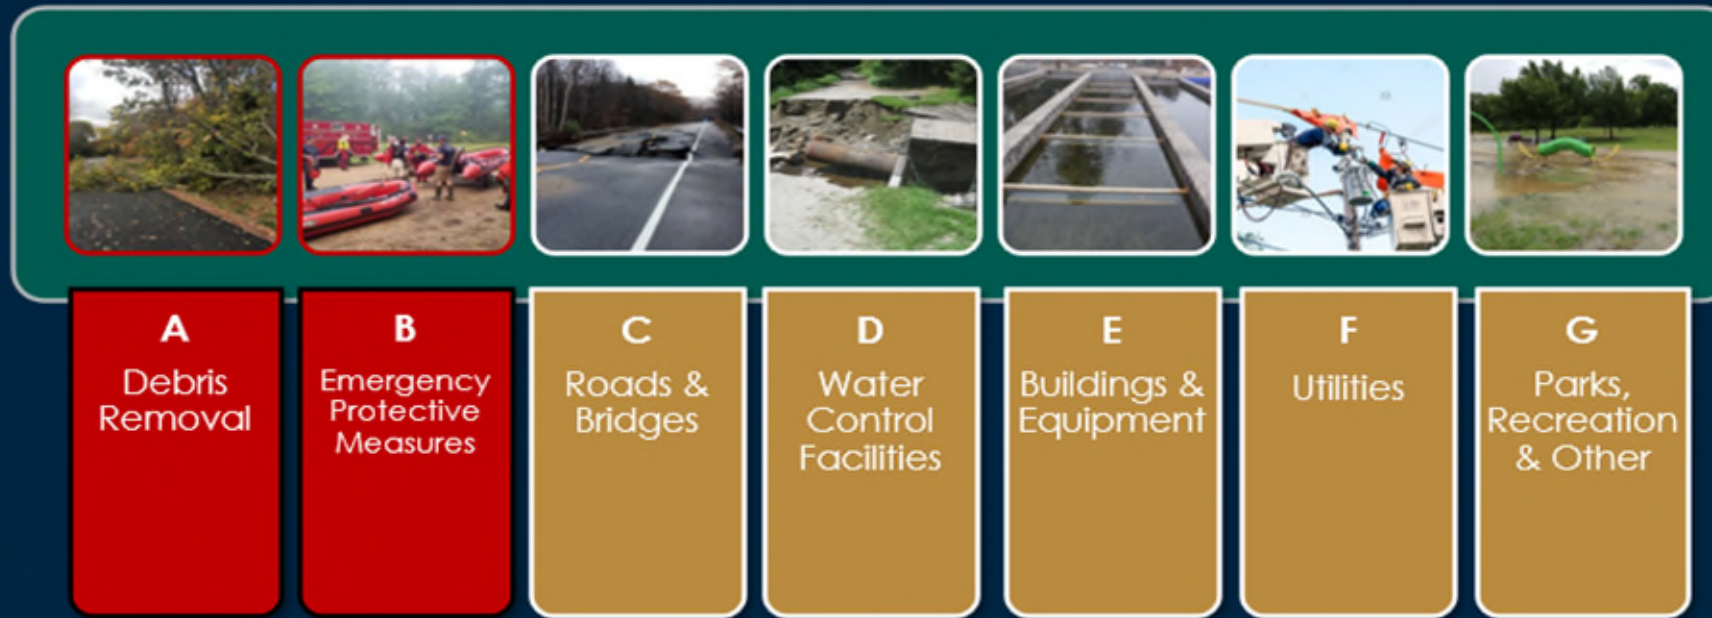 A
Debris
Removal
B
Emergency
Protective
Measures
C
Roads &
Bridges
D
Water
Control
Facilities
E
Buildings &
Equipment
F
Utilities
G
Parks,
Recreation
& Other